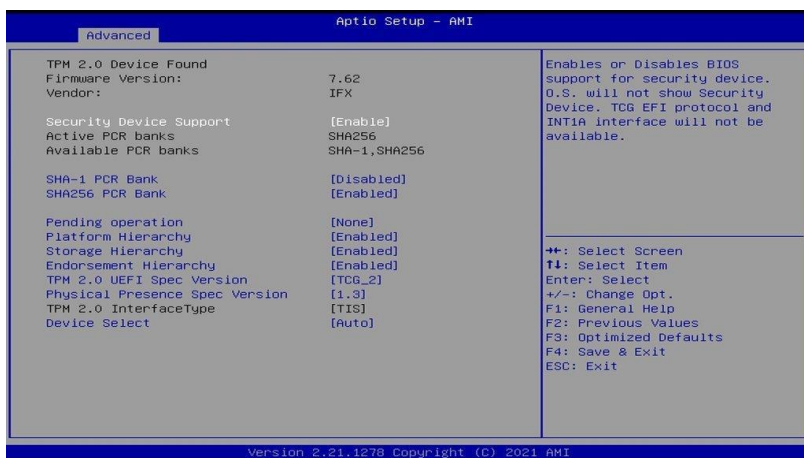 Aptio Setup - AMI
Advanced
TPM 2.0 Device Found
Firmware Version: 7.62
Vendor: IFX
Security Device Support [Enable]
Active PCR banks SHA256
Available PCR banks SHA-1,SHA256
SHA-1 PCR Bank [Disabled]
SHA256 PCR Bank [Enabled]
Pending operation [None]
Platform Hierarchy [Enabled]
Storage Hierarchy [Enabled]
Endorsement Hierarchy [Enabled]
TPM 2.0 UEFI Spec Version [TCG_2]
Physical Presence Spec Version [1.3]
TPM 2.0 InterfaceType [TIS]
Device Select [Auto]
Enables or Disables BIOS
support for security device.
O.S. will not show Security
Device. TCG EFI protocol and
INT1A interface will not be
available.
→←: Select Screen
↑↓: Select Item
Enter: Select
+/-: Change Opt.
F1: General Help
F2: Previous Values
F3: Optimized Defaults
F4: Save & Exit
ESC: Exit
Version 2.21.1278 Copyright (C) 2021 AMI